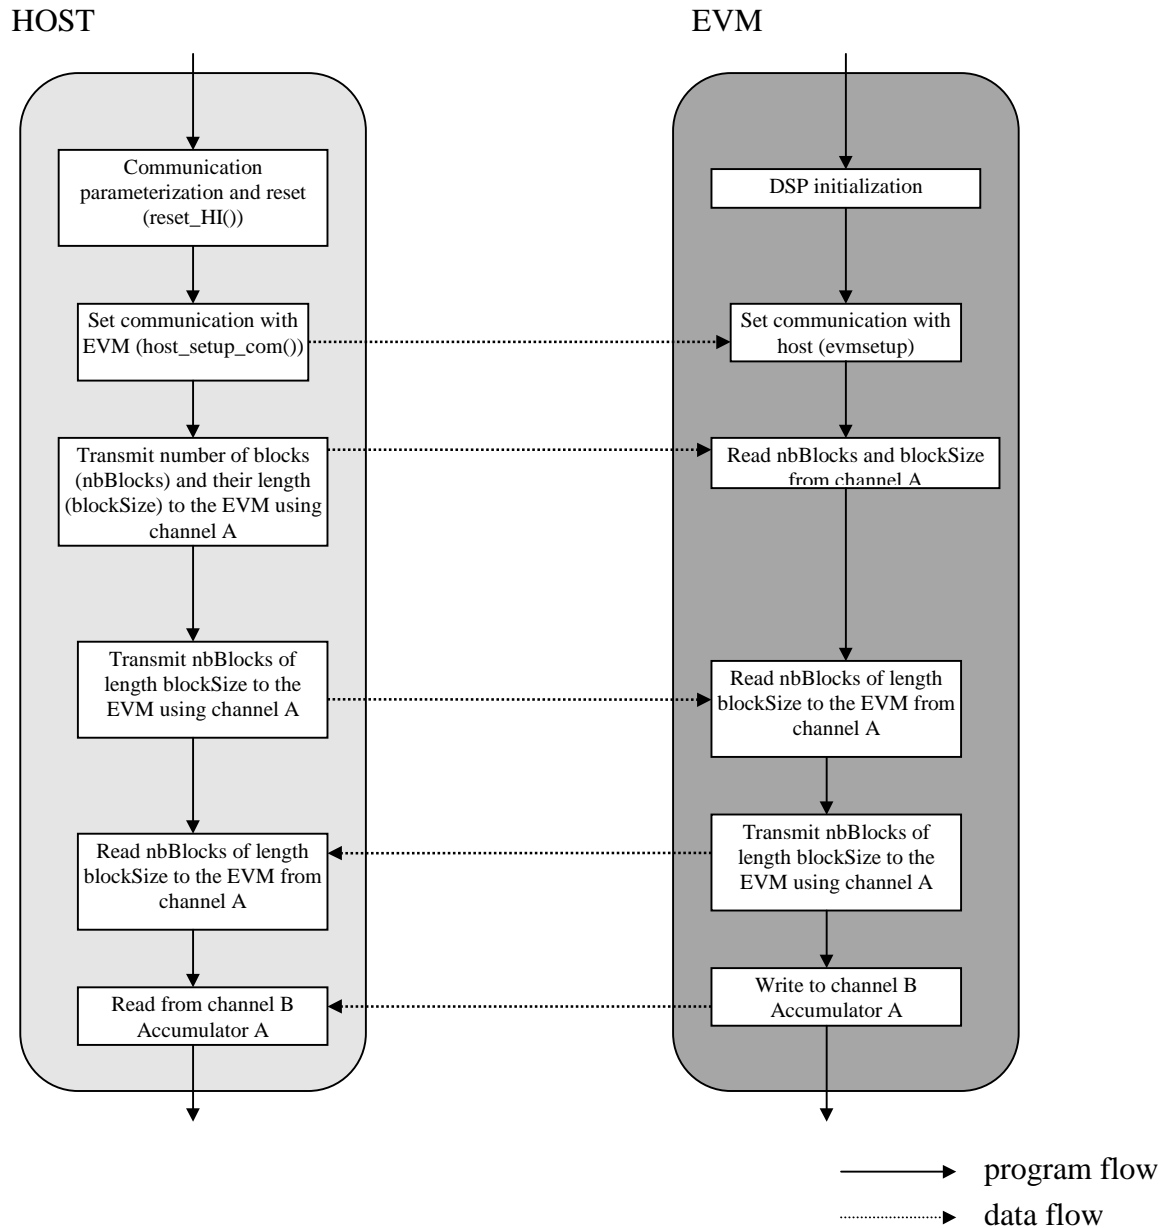 HOST
EVM
Communication
parameterization and reset
(reset_HI())
DSP initialization
Set communication with
EVM (host_setup_com())
Set communication with
host (evmsetup)
Transmit number of blocks
(nbBlocks) and their length
(blockSize) to the EVM using
channel A
Read nbBlocks and blockSize
from channel A
Transmit nbBlocks of
length blockSize to the
EVM using channel A
Read nbBlocks of length
blockSize to the EVM from
channel A
Read nbBlocks of length
blockSize to the EVM from
channel A
Transmit nbBlocks of
length blockSize to the
EVM using channel A
Read from channel B
Accumulator A
Write to channel B
Accumulator A
program flow
data flow